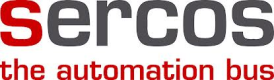 sercos
the automation bus